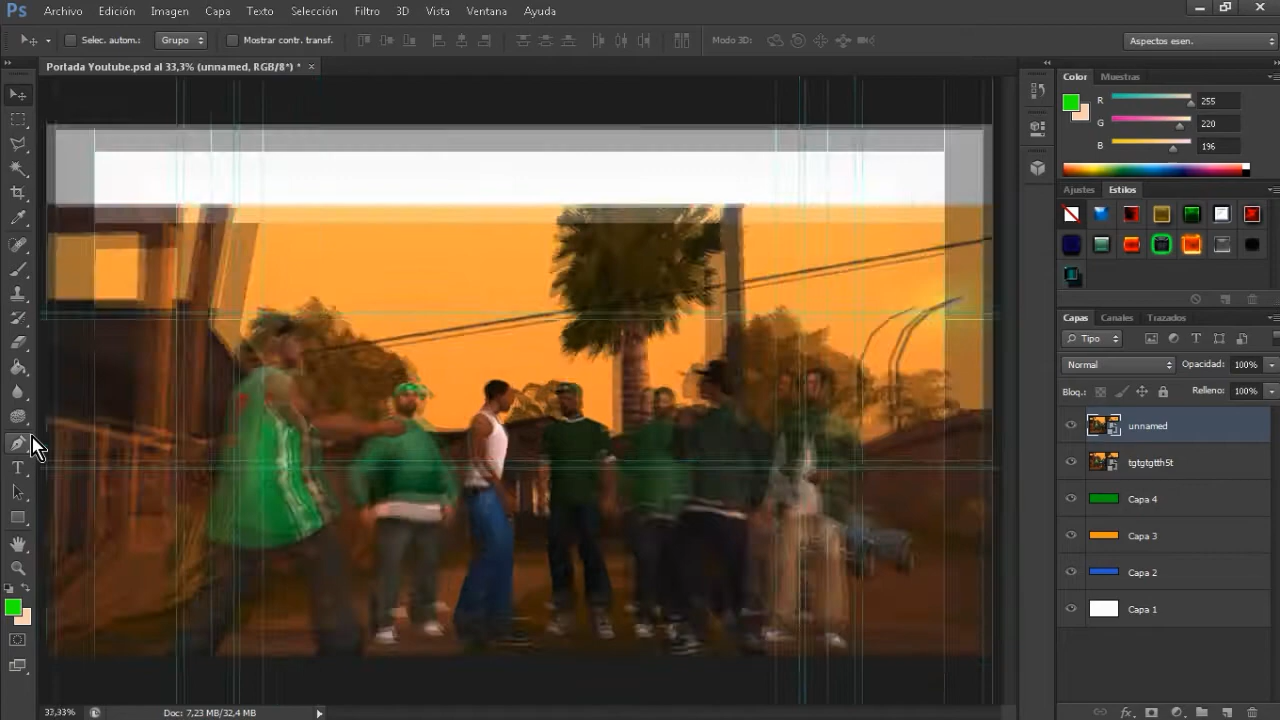 Ps Archivo Edición Imagen Capa Texto Selección Filtro 3D Vista Ventana Ayuda
Selec. autom.: Grupo Mostrar contr. transf. Modo 3D: Aspectos esen.
Portada Youtube.psd al 33,3% (unnamed, RGB/8*) * ×
Color Muestras
R 255
G 220
B 196
Ajustes Estilos
Capas Canales Trazados
Tipo
Normal Opacidad: 100%
Bloq.: Relleno: 100%
unnamed
tgtgtgtth5t
Capa 4
Capa 3
Capa 2
Capa 1
33,33% Doc: 7,23 MB/32,4 MB